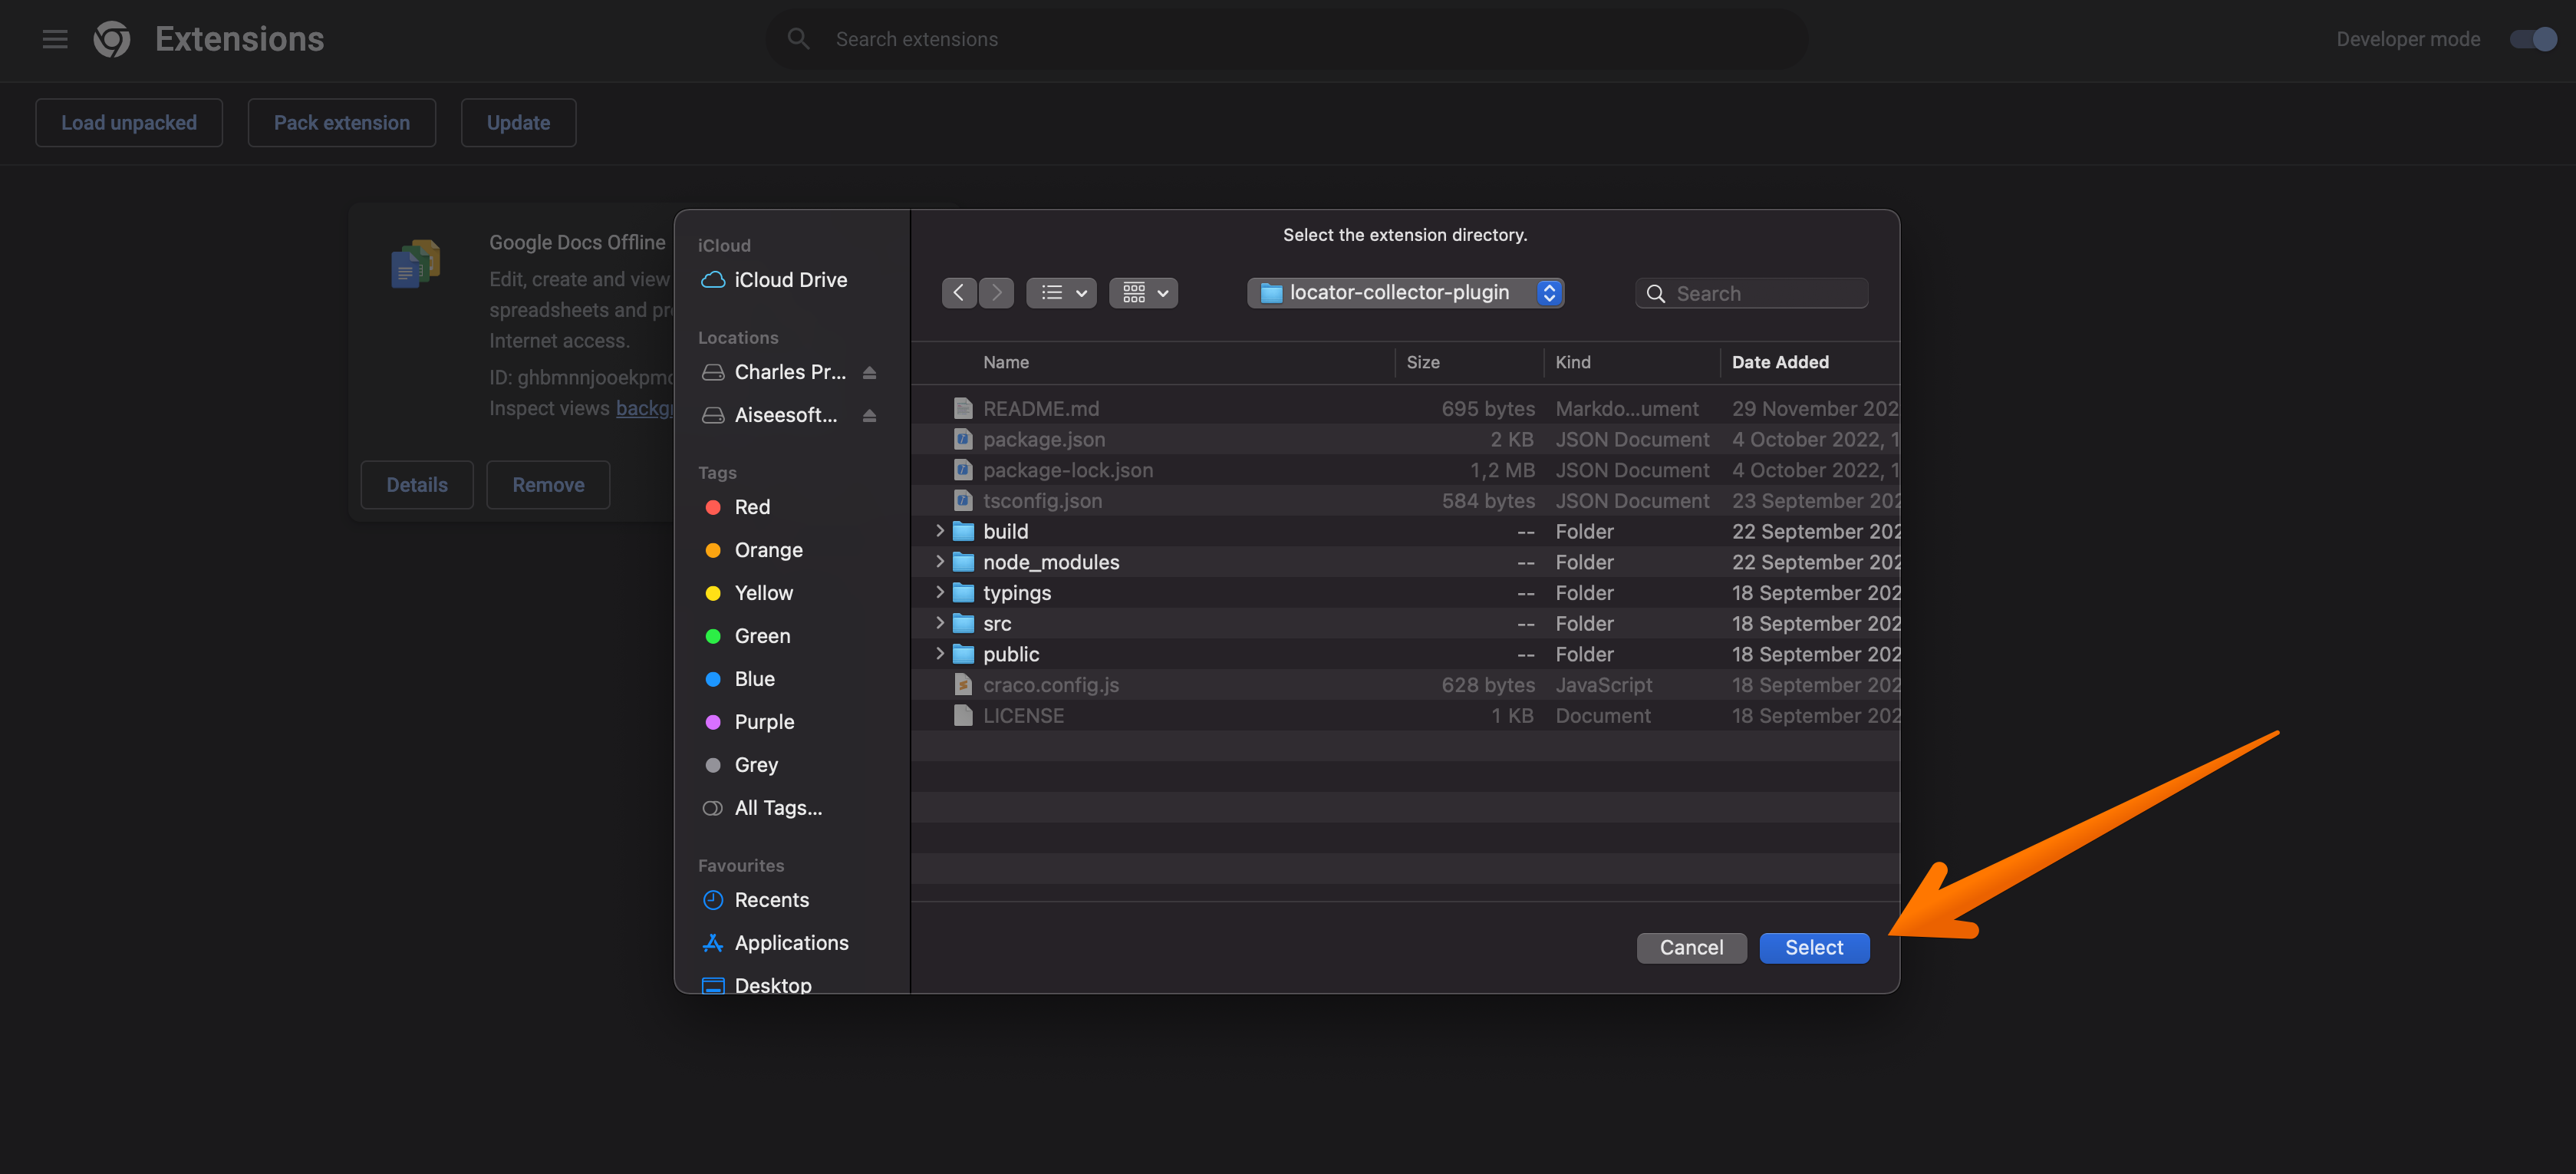 Extensions
Search extensions
Developer mode
Load unpacked
Pack extension
Update
Google Docs Offline
Edit, create and view
spreadsheets and pr
Internet access.
ID: ghbmnnjooekpm
Inspect views backg
Details
Remove
iCloud
iCloud Drive
Locations
Charles Pr...
Aiseesoft...
Tags
Red
Orange
Yellow
Green
Blue
Purple
Grey
All Tags...
Favourites
Recents
Applications
Desktop
Select the extension directory.
locator-collector-plugin
Search
Name Size Kind Date Added
README.md 695 bytes Markdo...ument 29 November 202
package.json 2 KB JSON Document 4 October 2022, 1
package-lock.json 1,2 MB JSON Document 4 October 2022, 1
tsconfig.json 584 bytes JSON Document 23 September 202
build -- Folder 22 September 202
node_modules -- Folder 22 September 202
typings -- Folder 18 September 202
src -- Folder 18 September 202
public -- Folder 18 September 202
craco.config.js 628 bytes JavaScript 18 September 202
LICENSE 1 KB Document 18 September 202
Cancel
Select